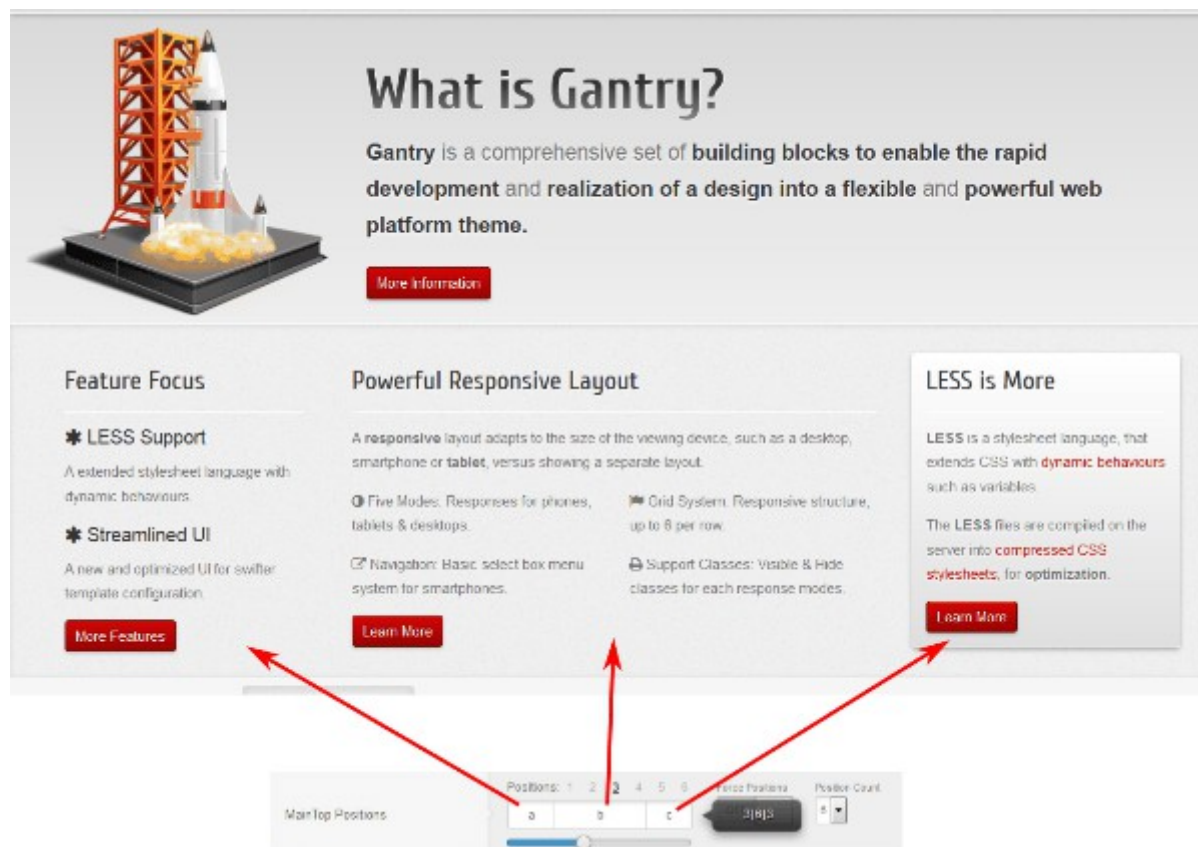 What is Gantry?
Gantry is a comprehensive set of building blocks to enable the rapid
development and realization of a design into a flexible and powerful web
platform theme.
More Information
Feature Focus
LESS Support
A extended stylesheet language with
dynamic behaviours.
Streamlined UI
A new and optimized UI for swifter
template configuration.
More Features
Powerful Responsive Layout
A responsive layout adapts to the size of the viewing device, such as a desktop,
smartphone or tablet, versus showing a separate layout.
Five Modes: Responses for phones,
tablets & desktops.
Navigation: Basic select box menu
system for smartphones.
Learn More
Grid System: Responsive structure,
up to 6 per row.
Support Classes: Visible & Hide
classes for each response modes.
LESS is More
LESS is a stylesheet language, that
extends CSS with dynamic behaviours
such as variables.
The LESS files are compiled on the
server into compressed CSS
stylesheets, for optimization.
Learn More
MainTop Positions
Positions: 1 2 3 4 5 6
a b c
3|6|3
Force Positions
Position Count
6